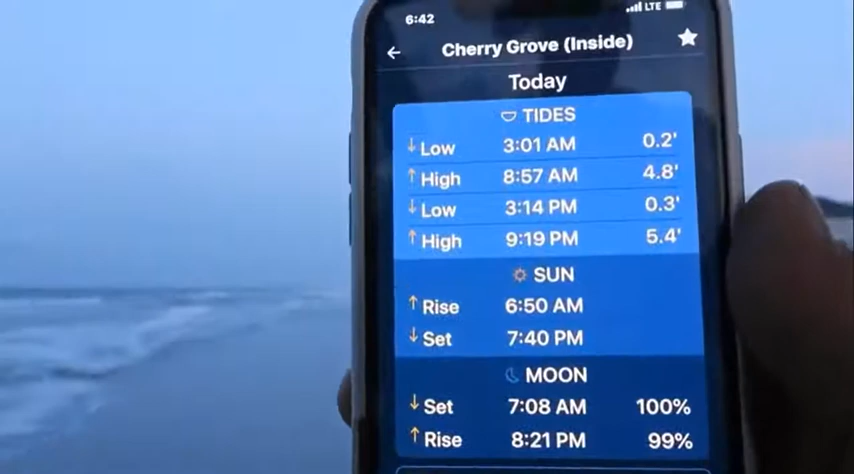 6:42 LTE
Cherry Grove (Inside)
Today
TIDES
Low 3:01 AM 0.2'
High 8:57 AM 4.8'
Low 3:14 PM 0.3'
High 9:19 PM 5.4'
SUN
Rise 6:50 AM
Set 7:40 PM
MOON
Set 7:08 AM 100%
Rise 8:21 PM 99%